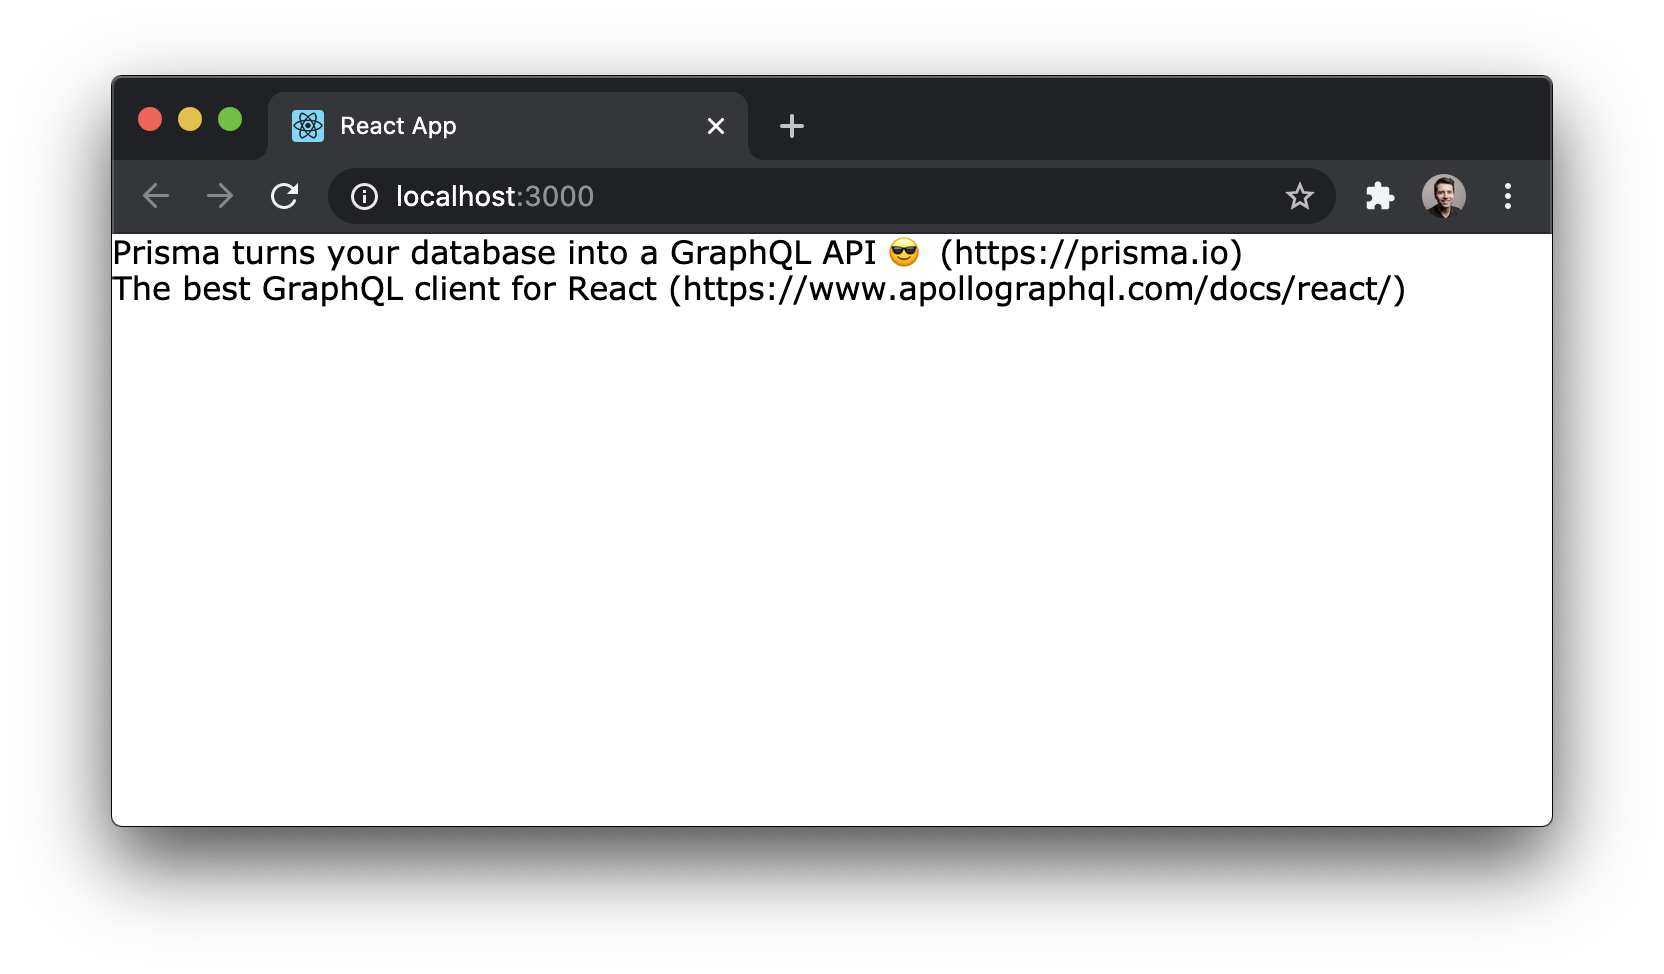 React App
localhost:3000
Prisma turns your database into a GraphQL API 😎 (https://prisma.io)
The best GraphQL client for React (https://www.apollographql.com/docs/react/)